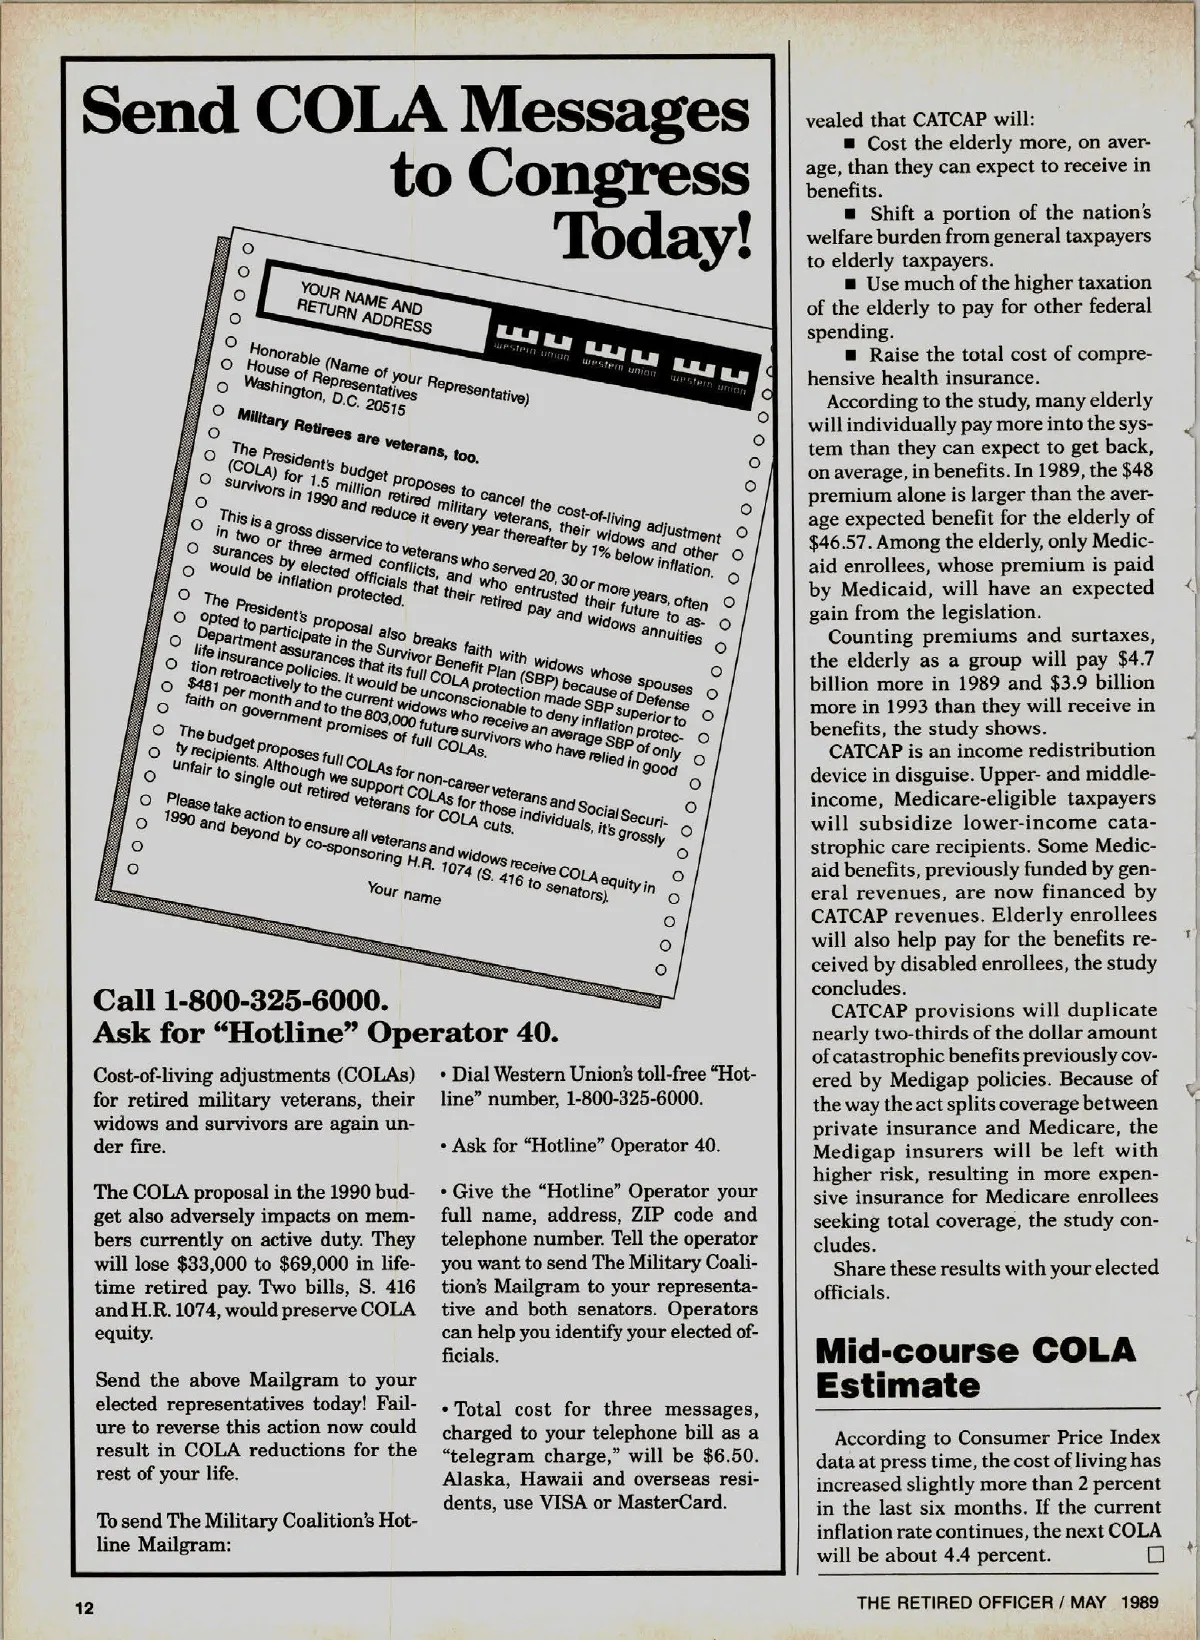 Send COLA Messages
to Congress
Today!
YOUR NAME AND
RETURN ADDRESS
western union western union western union
Honorable (Name of your Representative)
House of Representatives
Washington, D.C. 20515
Military Retirees are veterans, too.
The President's budget proposes to cancel the cost-of-living adjustment
(COLA) for 1.5 million retired military veterans, their widows and other
survivors in 1990 and reduce it every year thereafter by 1% below inflation.
This is a gross disservice to veterans who served 20, 30 or more years, often
in two or three armed conflicts, and who entrusted their future to as-
surances by elected officials that their retired pay and widows annuities
would be inflation protected.
The President's proposal also breaks faith with widows whose spouses
opted to participate in the Survivor Benefit Plan (SBP) because of Defense
Department assurances that its full COLA protection made SBP superior to
life insurance policies. It would be unconscionable to deny inflation protec-
tion retroactively to the current widows who receive an average SBP of only
$481 per month and to the 803,000 future survivors who have relied in good
faith on government promises of full COLAs.
The budget proposes full COLAs for non-career veterans and Social Securi-
ty recipients. Although we support COLAs for those individuals, it's grossly
unfair to single out retired veterans for COLA cuts.
Please take action to ensure all veterans and widows receive COLA equity in
1990 and beyond by co-sponsoring H.R. 1074 (S. 416 to senators).
Your name
Call 1-800-325-6000.
Ask for “Hotline” Operator 40.
Cost-of-living adjustments (COLAs)
for retired military veterans, their
widows and survivors are again un-
der fire.
The COLA proposal in the 1990 bud-
get also adversely impacts on mem-
bers currently on active duty. They
will lose $33,000 to $69,000 in life-
time retired pay. Two bills, S. 416
and H.R. 1074, would preserve COLA
equity.
Send the above Mailgram to your
elected representatives today! Fail-
ure to reverse this action now could
result in COLA reductions for the
rest of your life.
To send The Military Coalition's Hot-
line Mailgram:
• Dial Western Union's toll-free “Hot-
line” number, 1-800-325-6000.
• Ask for “Hotline” Operator 40.
• Give the “Hotline” Operator your
full name, address, ZIP code and
telephone number. Tell the operator
you want to send The Military Coali-
tion's Mailgram to your representa-
tive and both senators. Operators
can help you identify your elected of-
ficials.
• Total cost for three messages,
charged to your telephone bill as a
“telegram charge,” will be $6.50.
Alaska, Hawaii and overseas resi-
dents, use VISA or MasterCard.
vealed that CATCAP will:
■ Cost the elderly more, on aver-
age, than they can expect to receive in
benefits.
■ Shift a portion of the nation's
welfare burden from general taxpayers
to elderly taxpayers.
■ Use much of the higher taxation
of the elderly to pay for other federal
spending.
■ Raise the total cost of compre-
hensive health insurance.
According to the study, many elderly
will individually pay more into the sys-
tem than they can expect to get back,
on average, in benefits. In 1989, the $48
premium alone is larger than the aver-
age expected benefit for the elderly of
$46.57. Among the elderly, only Medic-
aid enrollees, whose premium is paid
by Medicaid, will have an expected
gain from the legislation.
Counting premiums and surtaxes,
the elderly as a group will pay $4.7
billion more in 1989 and $3.9 billion
more in 1993 than they will receive in
benefits, the study shows.
CATCAP is an income redistribution
device in disguise. Upper- and middle-
income, Medicare-eligible taxpayers
will subsidize lower-income cata-
strophic care recipients. Some Medic-
aid benefits, previously funded by gen-
eral revenues, are now financed by
CATCAP revenues. Elderly enrollees
will also help pay for the benefits re-
ceived by disabled enrollees, the study
concludes.
CATCAP provisions will duplicate
nearly two-thirds of the dollar amount
of catastrophic benefits previously cov-
ered by Medigap policies. Because of
the way the act splits coverage between
private insurance and Medicare, the
Medigap insurers will be left with
higher risk, resulting in more expen-
sive insurance for Medicare enrollees
seeking total coverage, the study con-
cludes.
Share these results with your elected
officials.
Mid-course COLA
Estimate
According to Consumer Price Index
data at press time, the cost of living has
increased slightly more than 2 percent
in the last six months. If the current
inflation rate continues, the next COLA
will be about 4.4 percent. □
12
THE RETIRED OFFICER / MAY 1989